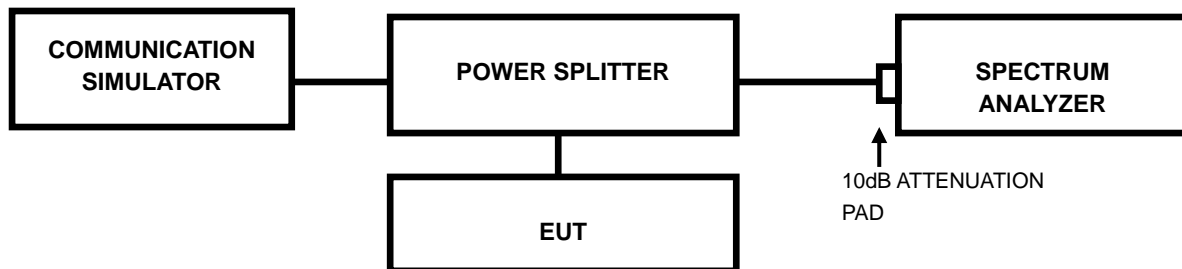 COMMUNICATION
SIMULATOR
POWER SPLITTER
SPECTRUM
ANALYZER
10dB ATTENUATION
PAD
EUT